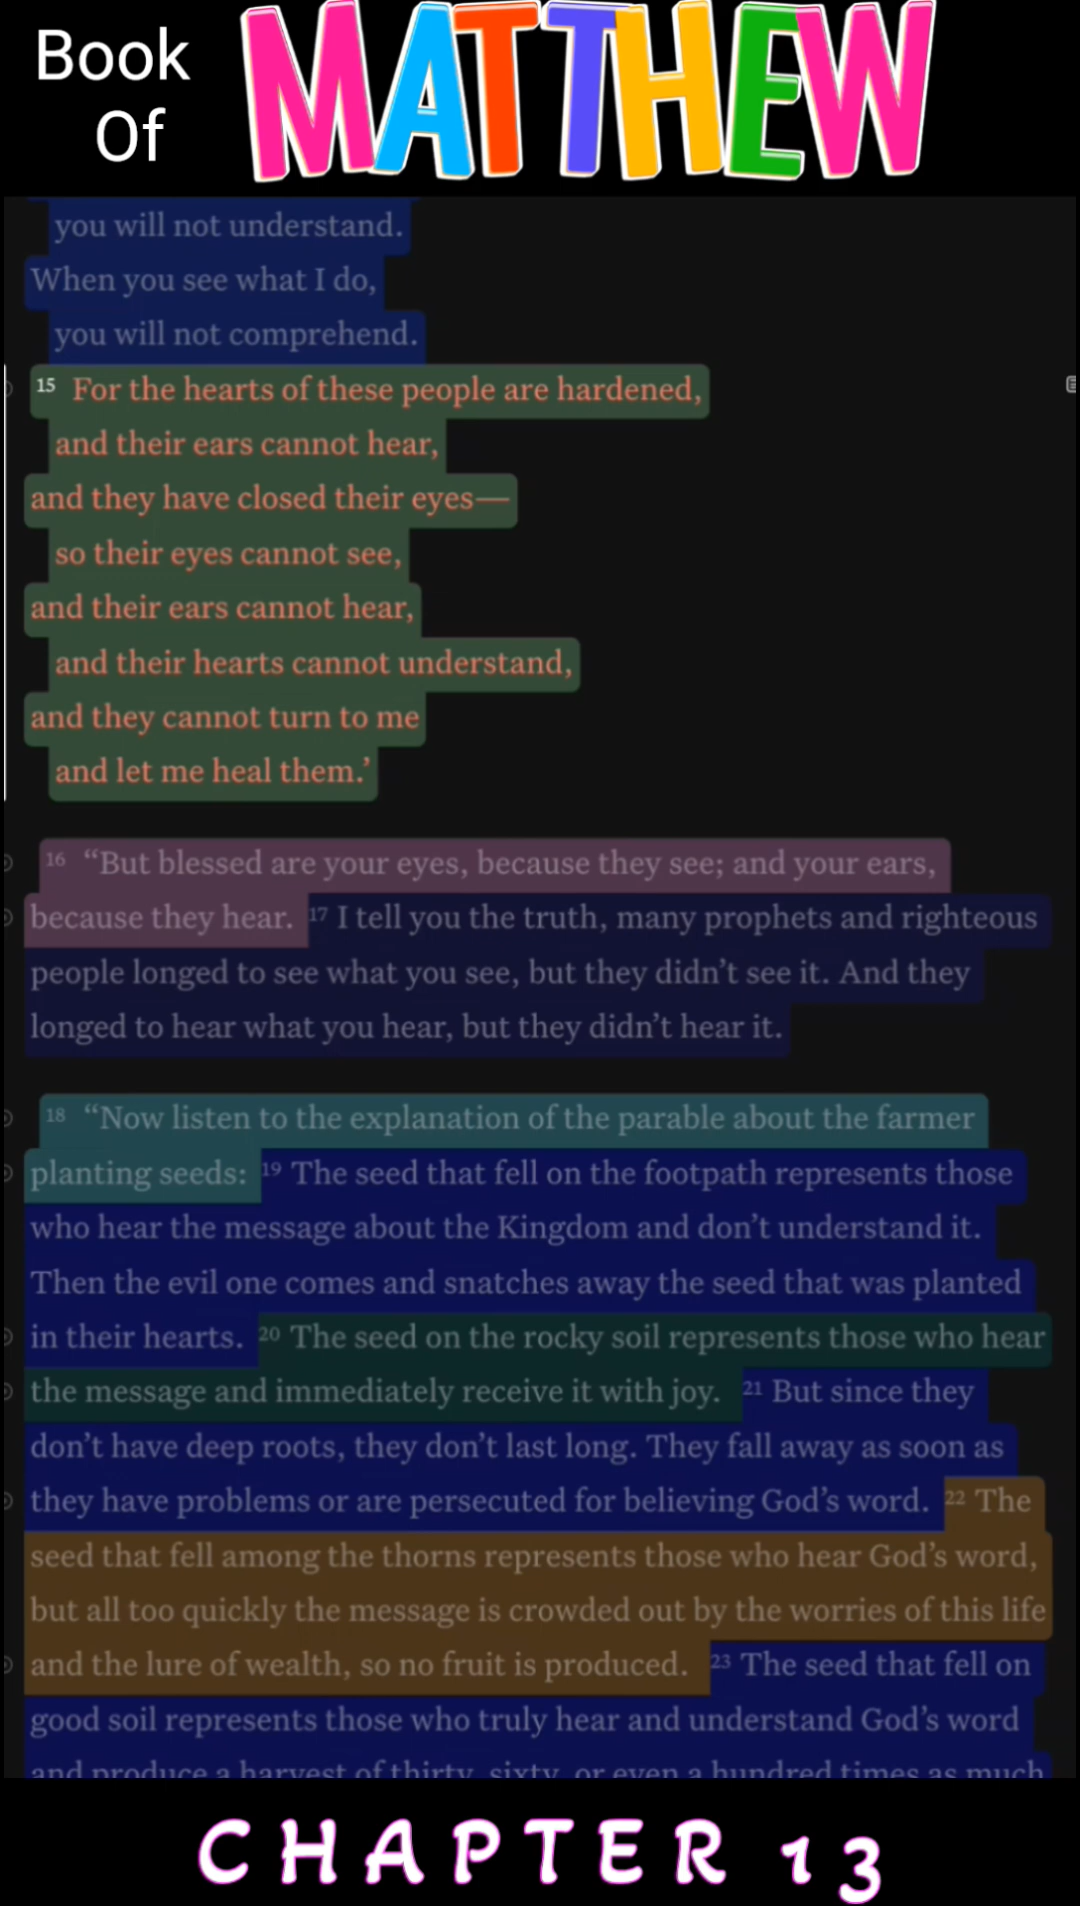 Book
Of
MATTHEW
you will not understand.
When you see what I do,
you will not comprehend.
15 For the hearts of these people are hardened,
and their ears cannot hear,
and they have closed their eyes—
so their eyes cannot see,
and their ears cannot hear,
and their hearts cannot understand,
and they cannot turn to me
and let me heal them.’
16 “But blessed are your eyes, because they see; and your ears,
because they hear. 17 I tell you the truth, many prophets and righteous
people longed to see what you see, but they didn’t see it. And they
longed to hear what you hear, but they didn’t hear it.
18 “Now listen to the explanation of the parable about the farmer
planting seeds: 19 The seed that fell on the footpath represents those
who hear the message about the Kingdom and don’t understand it.
Then the evil one comes and snatches away the seed that was planted
in their hearts. 20 The seed on the rocky soil represents those who hear
the message and immediately receive it with joy. 21 But since they
don’t have deep roots, they don’t last long. They fall away as soon as
they have problems or are persecuted for believing God’s word. 22 The
seed that fell among the thorns represents those who hear God’s word,
but all too quickly the message is crowded out by the worries of this life
and the lure of wealth, so no fruit is produced. 23 The seed that fell on
good soil represents those who truly hear and understand God’s word
and produce a harvest of thirty, sixty, or even a hundred times as much
CHAPTER 13